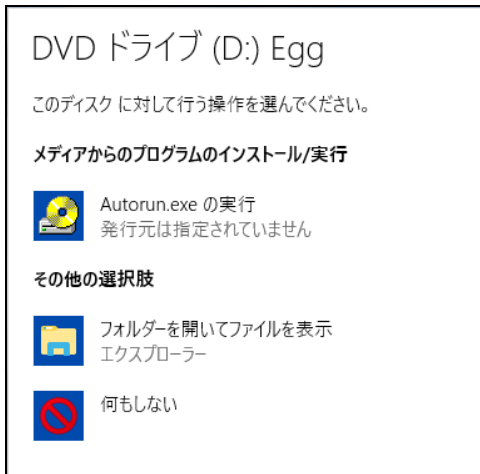 DVD ドライブ (D:) Egg
このディスク に対して行う操作を選んでください。
メディアからのプログラムのインストール/実行
Autorun.exe の実行
発行元は指定されていません
その他の選択肢
フォルダーを開いてファイルを表示
エクスプローラー
何もしない